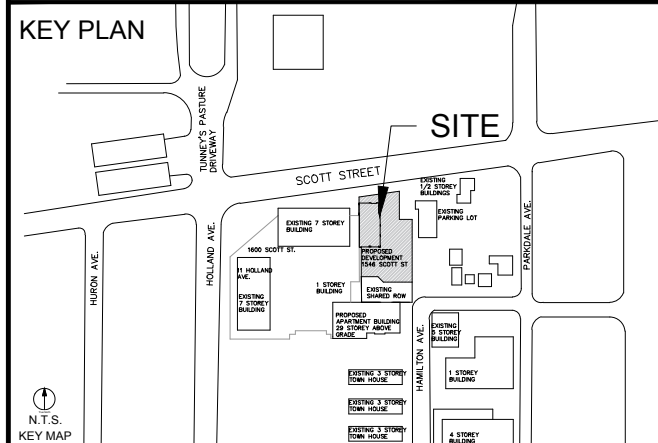 KEY PLAN
TUNNEY'S PASTURE
DRIVEWAY
SITE
SCOTT STREET
EXISTING
1/2 STOREY
BUILDINGS
EXISTING
PARKING LOT
EXISTING 7 STOREY
BUILDING
1600 SCOTT ST.
PROPOSED
DEVELOPMENT
1546 SCOTT ST
HURON AVE.
HOLLAND AVE.
PARKDALE AVE.
11 HOLLAND
AVE.
EXISTING
7 STOREY
BUILDING
1 STOREY
BUILDING
EXISTING
SHARED ROW
PROPOSED
APARTMENT BUILDING
29 STOREY ABOVE
GRADE
HAMILTON AVE.
EXISTING
5 STOREY
BUILDING
EXISTING 3 STOREY
TOWN HOUSE
1 STOREY
BUILDING
EXISTING 3 STOREY
TOWN HOUSE
EXISTING 3 STOREY
TOWN HOUSE
4 STOREY
BUILDING
N.T.S.
KEY MAP